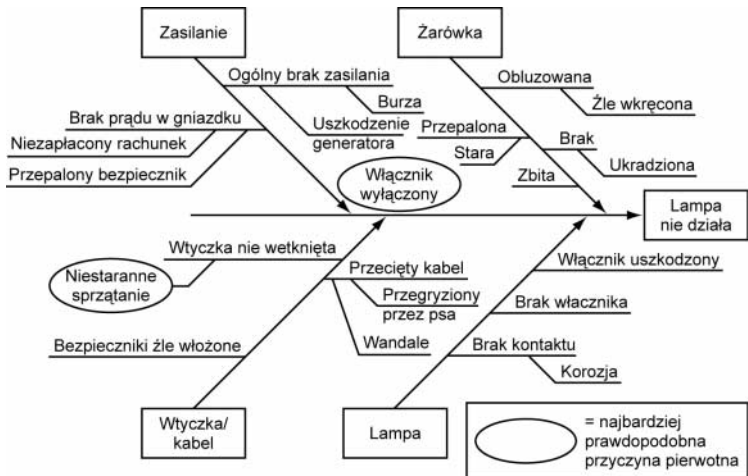 Zasilanie
Żarówka
Ogólny brak zasilania
Burza
Uszkodzenie
generatora
Brak prądu w gniazdku
Niezapłacony rachunek
Przepalony bezpiecznik
Obluzowana
Źle wkręcona
Przepalona
Stara
Brak
Ukradziona
Zbita
Włącznik
wyłączony
Lampa
nie działa
Wtyczka nie wetknięta
Niestaranne
sprzątanie
Przecięty kabel
Przegryziony
przez psa
Wandale
Bezpieczniki źle włożone
Włącznik uszkodzony
Brak włacznika
Brak kontaktu
Korozja
Wtyczka/
kabel
Lampa
= najbardziej
prawdopodobna
przyczyna pierwotna